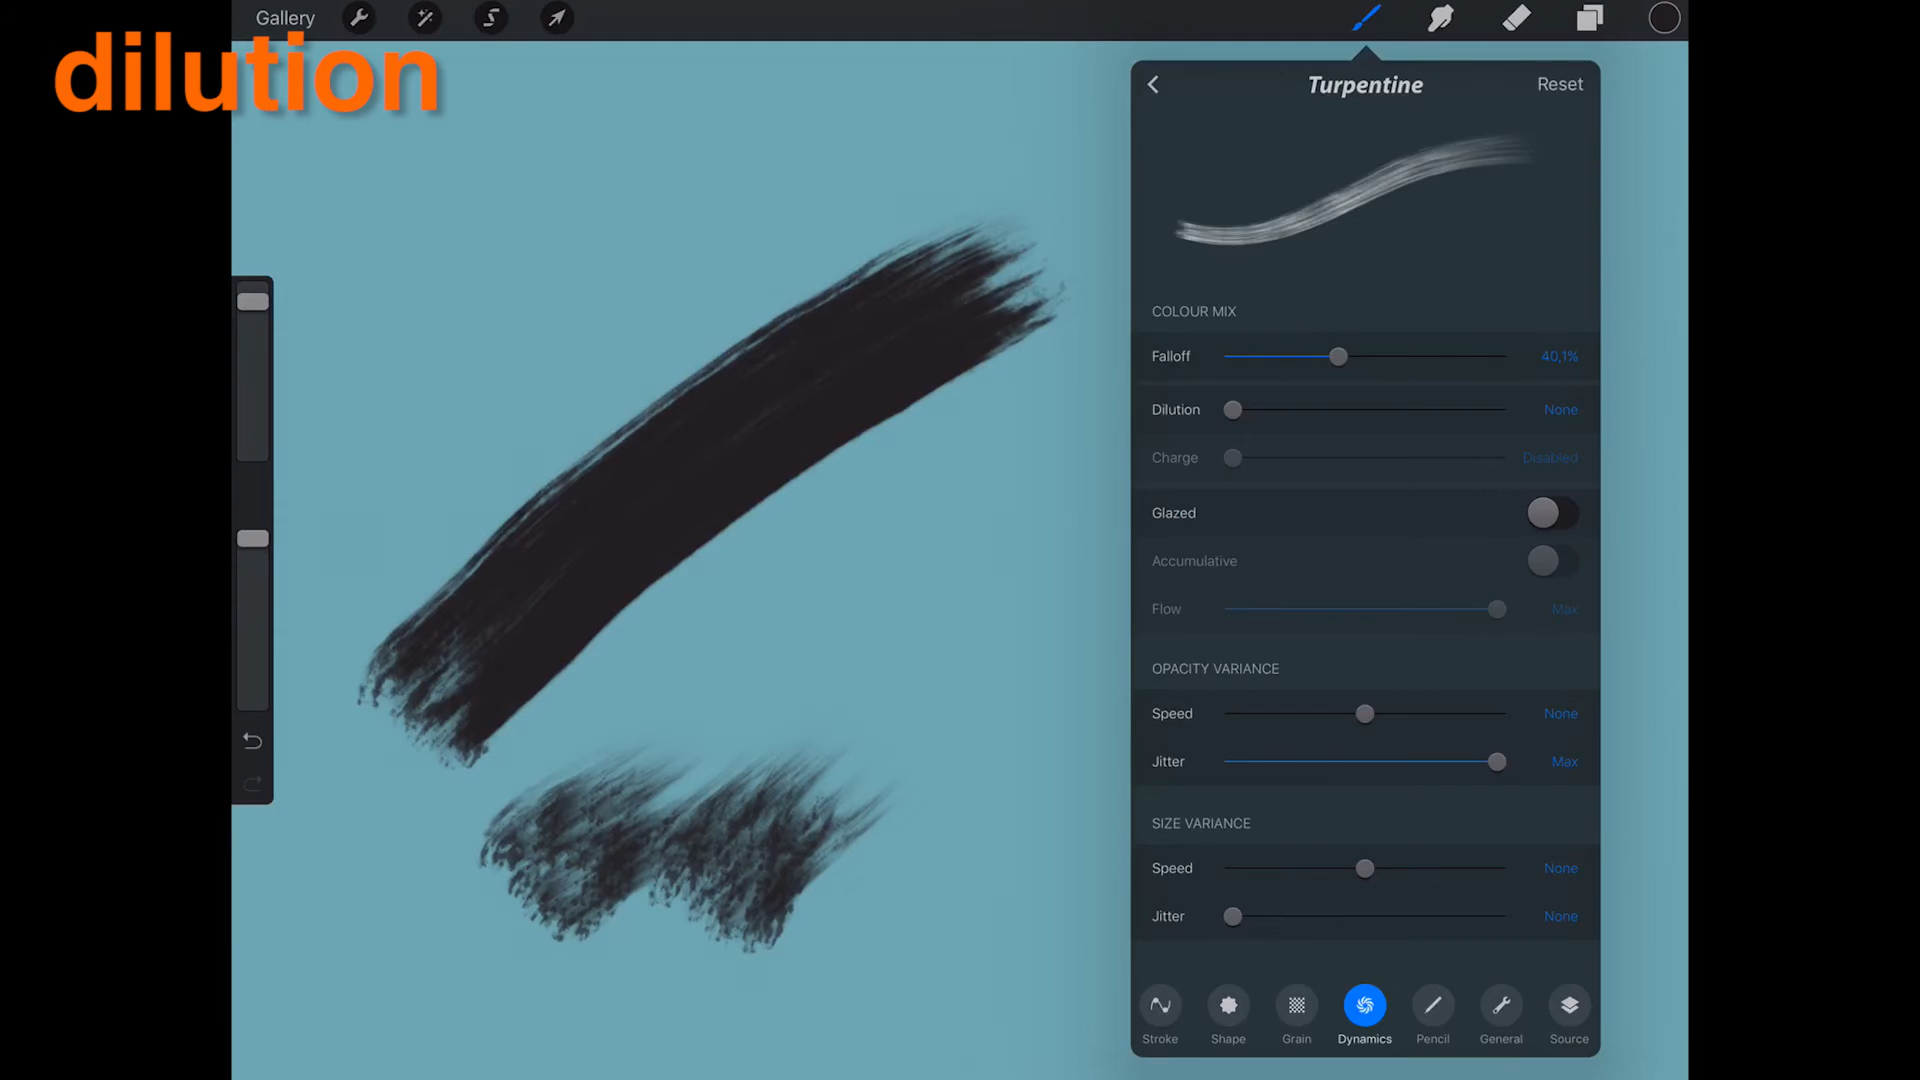 Gallery
dilution
Turpentine
Reset
COLOUR MIX
Falloff 40,1%
Dilution None
Charge Disabled
Glazed
Accumulative
Flow Max
OPACITY VARIANCE
Speed None
Jitter Max
SIZE VARIANCE
Speed None
Jitter None
Stroke Shape Grain Dynamics Pencil General Source